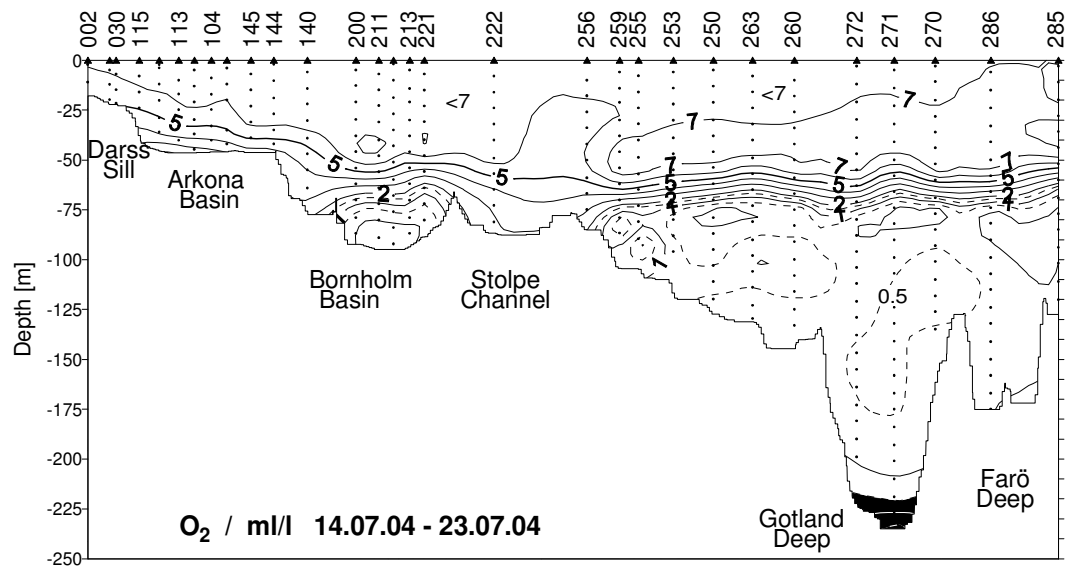 002 030 115 113 104 145 144 140 200 211 213 221 222 256 259 255 253 250 263 260 272 271 270 286 285
0
-25
-50
-75
-100
-125
-150
-175
-200
-225
-250
Depth [m]
<7
<7
7
7
5
5
5
7
5
2
1
7
5
2
1
7
5
2
1
2
1
0.5
Darss
Sill
Arkona
Basin
Bornholm
Basin
Stolpe
Channel
Gotland
Deep
Farö
Deep
O₂ / ml/l 14.07.04 - 23.07.04